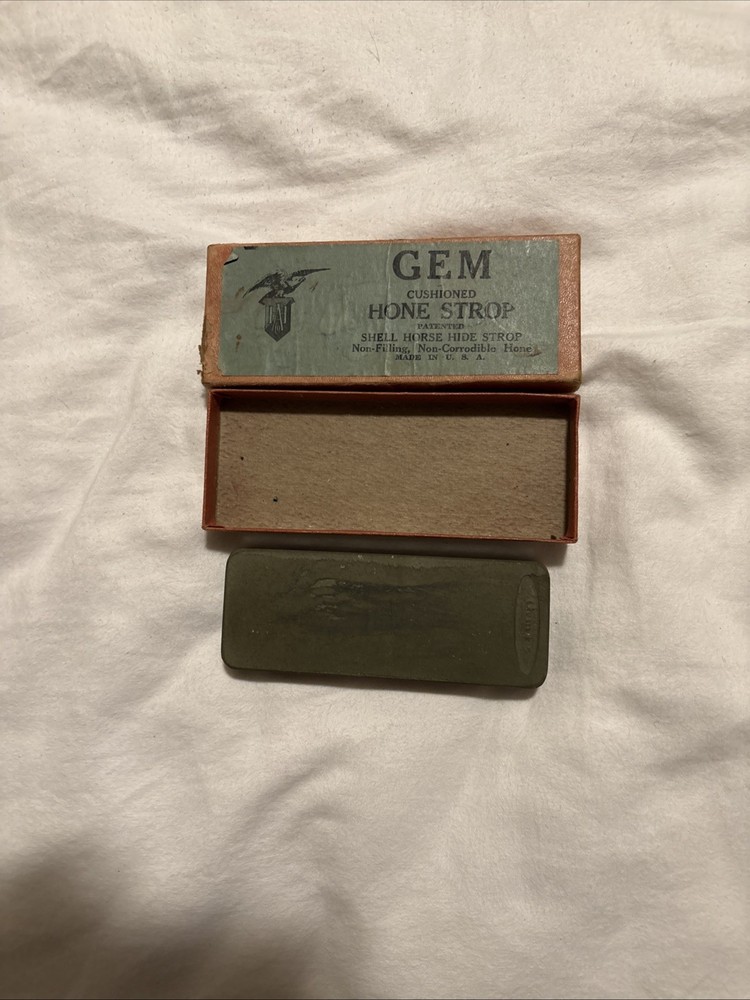 GEM
CUSHIONED
HONE STROP
PATENTED
SHELL HORSE HIDE STROP
Non-Filling, Non-Corrodible Hone
MADE IN U. S. A.